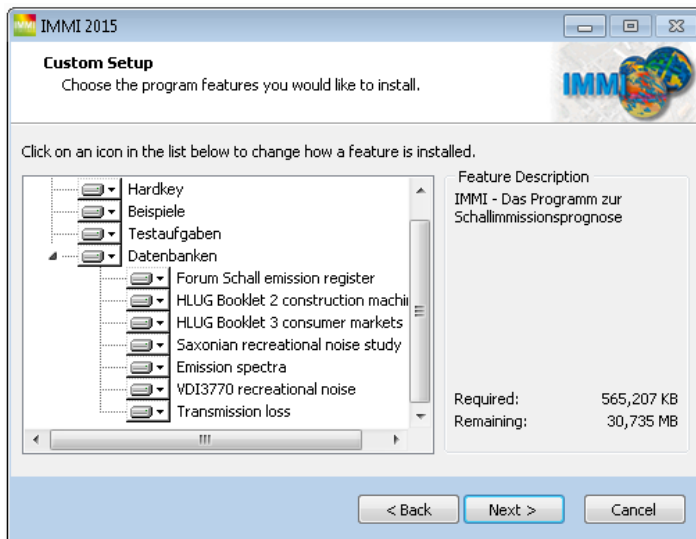 IMMI 2015
Custom Setup
Choose the program features you would like to install.
IMMI
Click on an icon in the list below to change how a feature is installed.
Hardkey
Beispiele
Testaufgaben
Datenbanken
Forum Schall emission register
HLUG Booklet 2 construction machi
HLUG Booklet 3 consumer markets
Saxonian recreational noise study
Emission spectra
VDI3770 recreational noise
Transmission loss
Feature Description
IMMI - Das Programm zur
Schallimmissionsprognose
Required: 565,207 KB
Remaining: 30,735 MB
< Back
Next >
Cancel